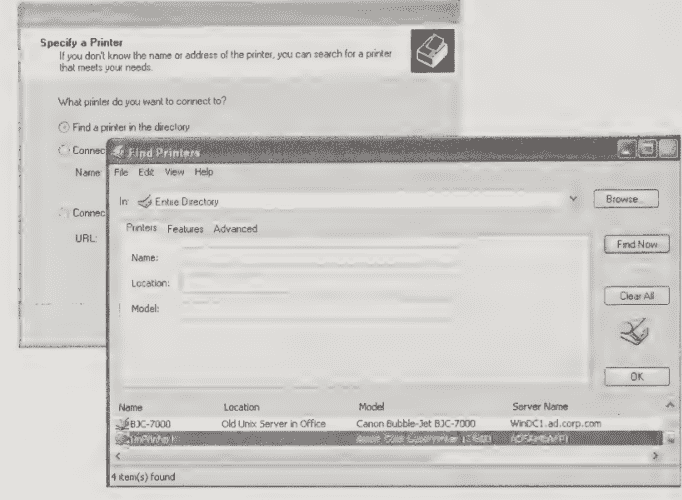 Specify a Printer
If you don't know the name or address of the printer, you can search for a printer
that meets your needs.
What printer do you want to connect to?
Find a printer in the directory
Connec
Name
Connec
URL:
Find Printers
File Edit View Help
In: Entire Directory
Browse...
Printers Features Advanced
Name:
Location:
Model:
Find Now
Clear All
OK
Name Location Model Server Name
BJC-7000 Old Unix Server in Office Canon Bubble-Jet BJC-7000 WinDC1.ad.corp.com
Apple Color LaserWriter
4 item(s) found